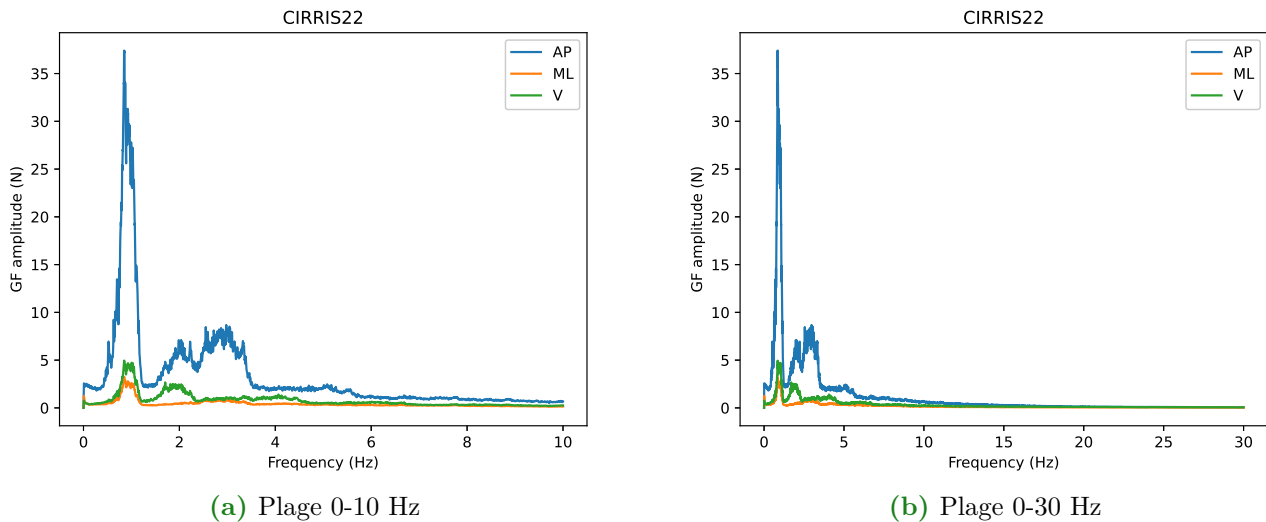 CIRRIS22
35
30
25
20
15
10
5
0
GF amplitude (N)
AP
ML
V
0 2 4 6 8 10
Frequency (Hz)
(a) Plage 0-10 Hz
CIRRIS22
35
30
25
20
15
10
5
0
GF amplitude (N)
AP
ML
V
0 5 10 15 20 25 30
Frequency (Hz)
(b) Plage 0-30 Hz